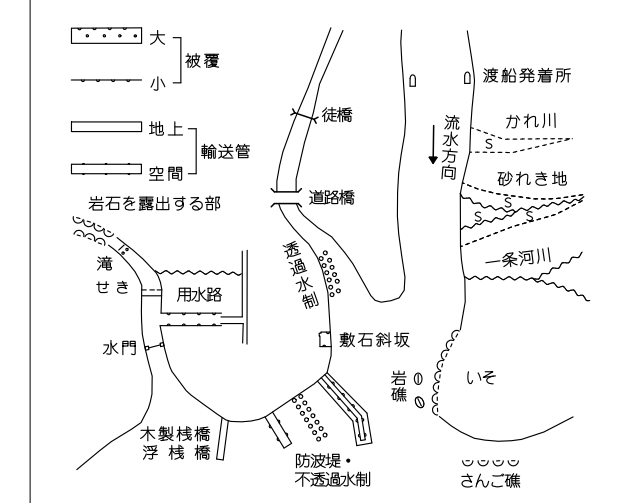 大
被覆
小
地上
輸送管
空間
岩石を露出する部
滝
せき
用水路
水門
木製桟橋
浮桟橋
徒橋
道路橋
透過水制
敷石斜坂
防波堤・
不透過水制
流水方向
渡船発着所
かれ川
S
砂れき地
S
S
S
一条河川
岩礁
いそ
さんご礁